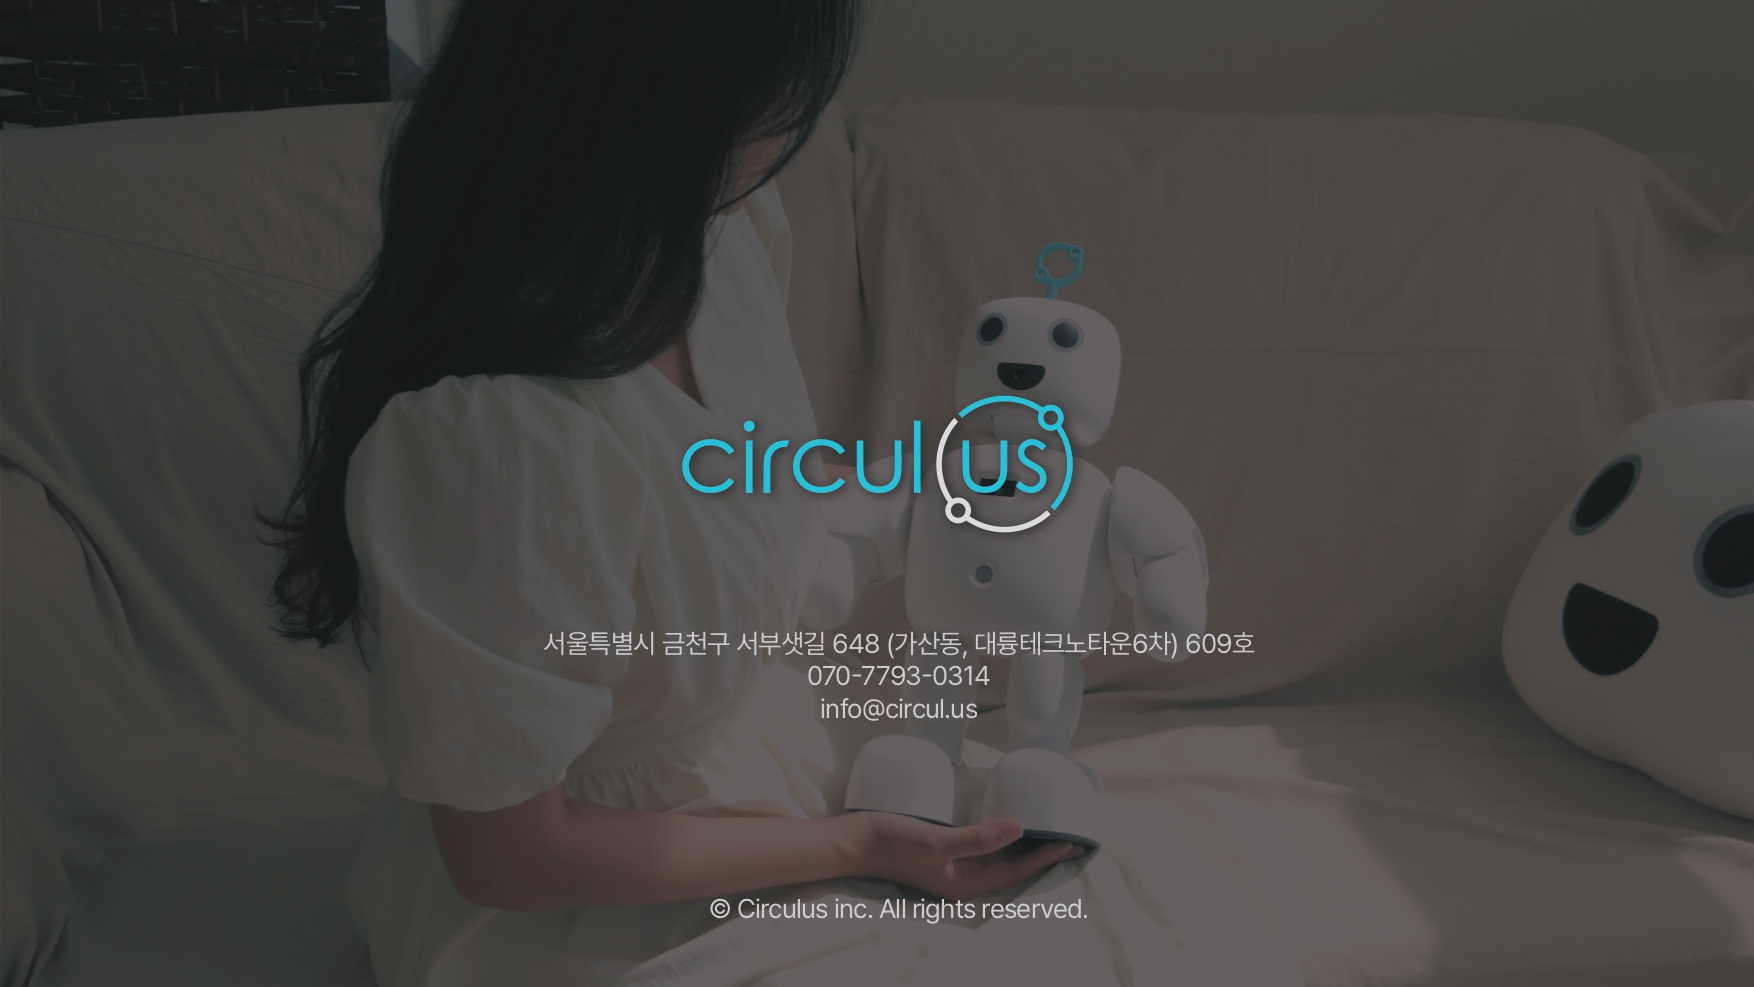 circulus
서울특별시 금천구 서부샛길 648 (가산동, 대륭테크노타운6차) 609호
070-7793-0314
info@circul.us
© Circulus inc. All rights reserved.